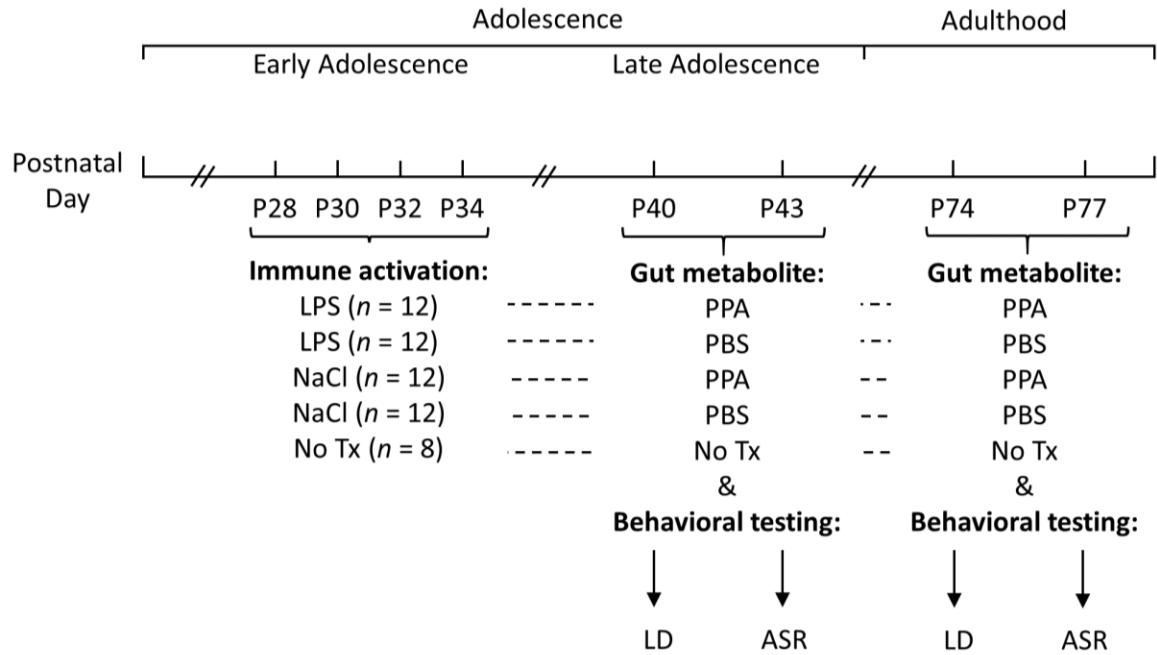 Adolescence Adulthood
Early Adolescence Late Adolescence
Postnatal
Day
P28 P30 P32 P34 P40 P43 P74 P77
Immune activation: Gut metabolite: Gut metabolite:
LPS (n = 12) PPA PPA
LPS (n = 12) PBS PBS
NaCl (n = 12) PPA PPA
NaCl (n = 12) PBS PBS
No Tx (n = 8) No Tx No Tx
& &
Behavioral testing: Behavioral testing:
LD ASR LD ASR